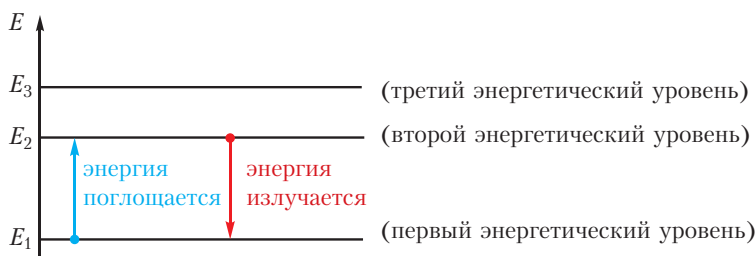 E
E₃ (третий энергетический уровень)
E₂ (второй энергетический уровень)
энергия
поглощается
энергия
излучается
E₁ (первый энергетический уровень)